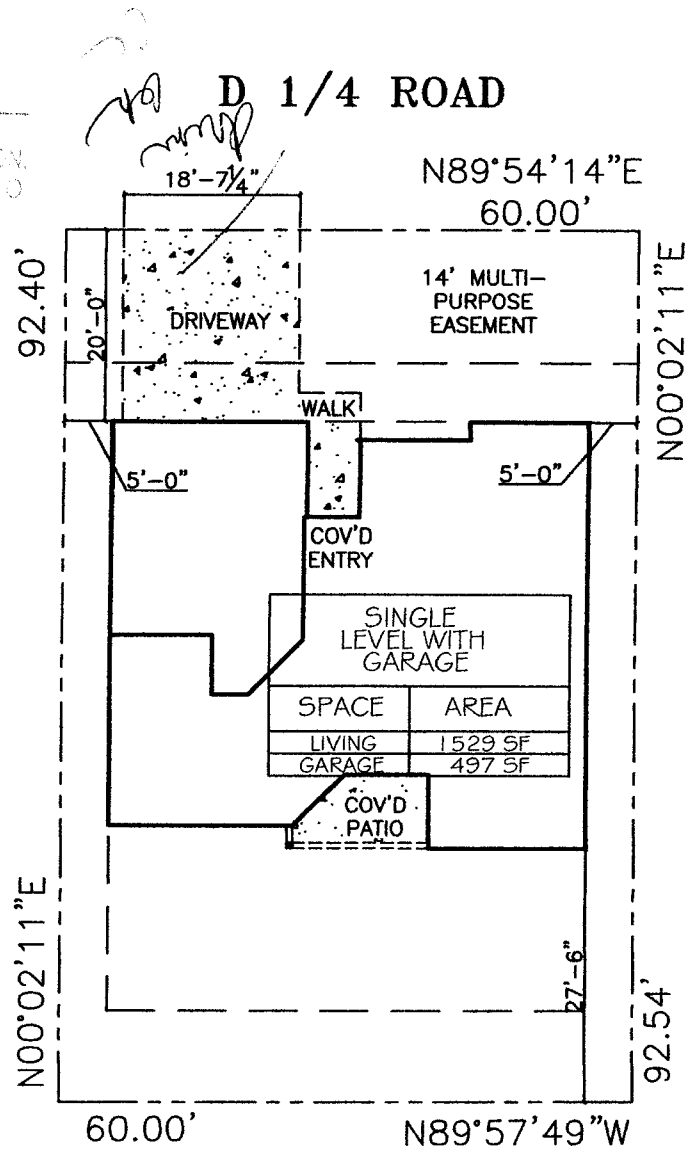 D 1/4 ROAD
18'-7¼"
N89°54'14"E
60.00'
92.40'
20'-0"
DRIVEWAY
14' MULTI-
PURPOSE
EASEMENT
N00°02'11"E
WALK
5'-0"
5'-0"
COV'D
ENTRY
SINGLE
LEVEL WITH
GARAGE
SPACE AREA
LIVING 1529 SF
GARAGE 497 SF
COV'D
PATIO
N00°02'11"E
27'-6"
92.54'
60.00'
N89°57'49"W